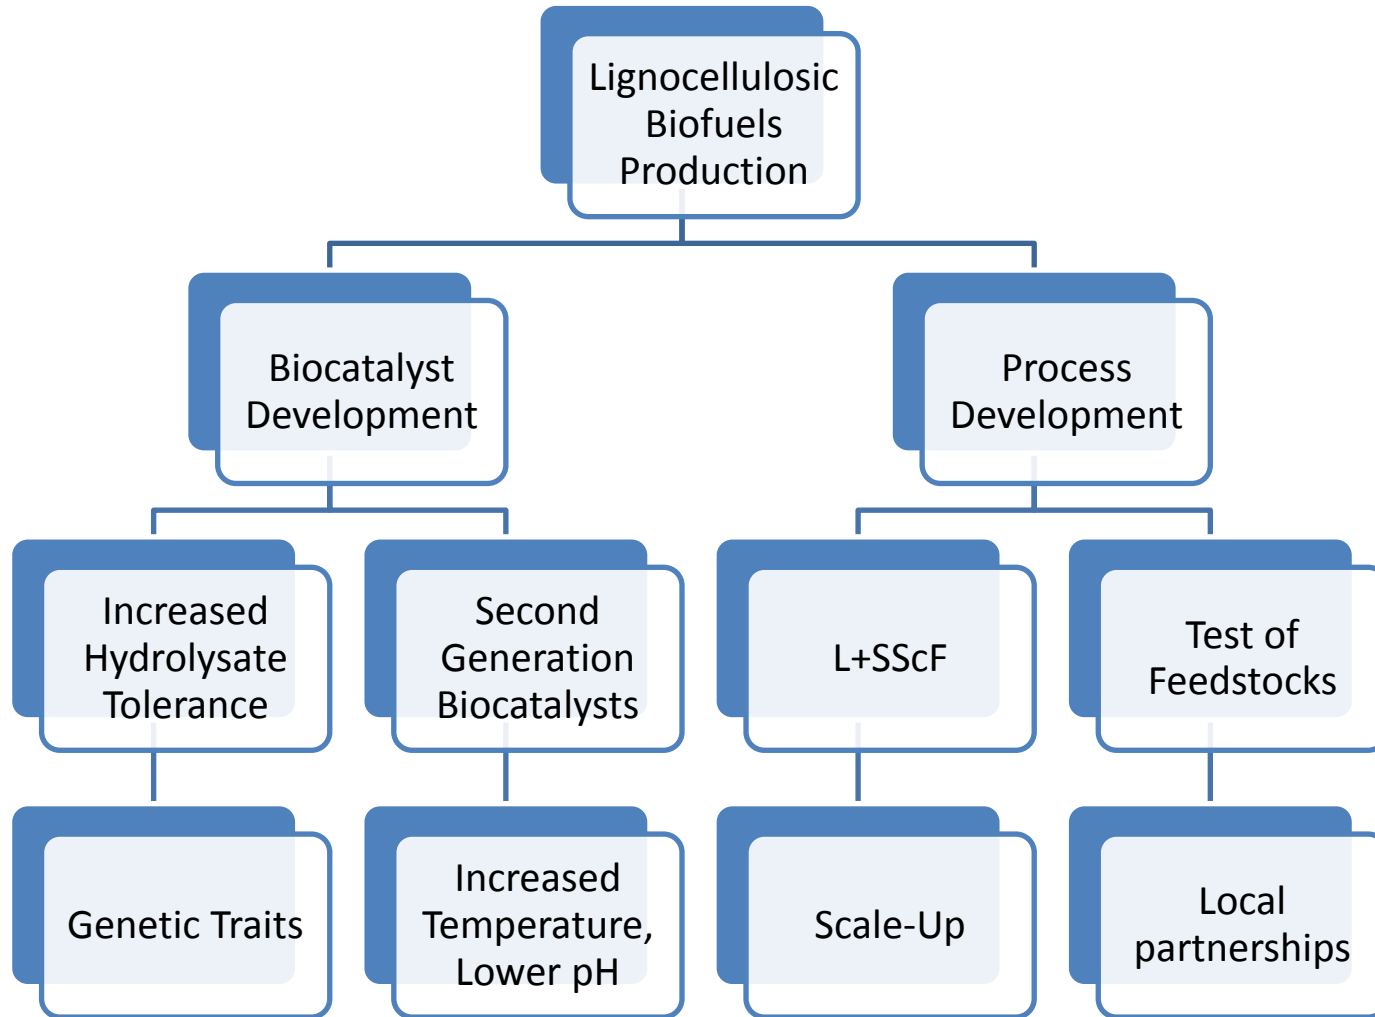 Lignocellulosic
Biofuels
Production
Biocatalyst
Development
Process
Development
Increased
Hydrolysate
Tolerance
Second
Generation
Biocatalysts
L+SScF
Test of
Feedstocks
Genetic Traits
Increased
Temperature,
Lower pH
Scale-Up
Local
partnerships